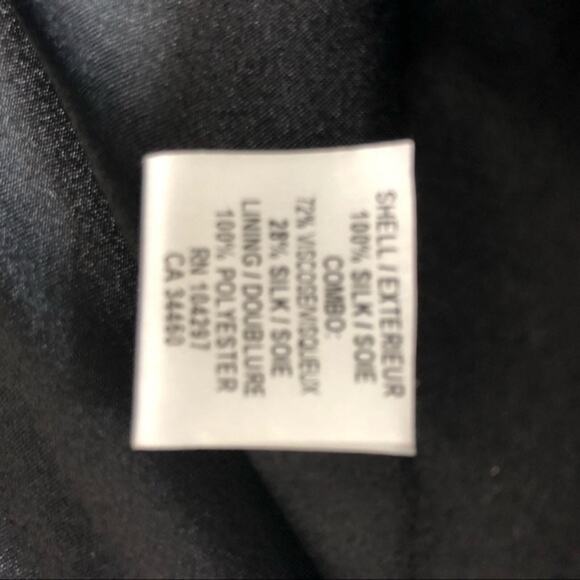 SHELL / EXTERIEUR
100% SILK / SOIE
COMBO:
72% VISCOSE/VISQUEUX
28% SILK / SOIE
LINING / DOUBLURE
100% POLYESTER
RN 104297
CA 34460